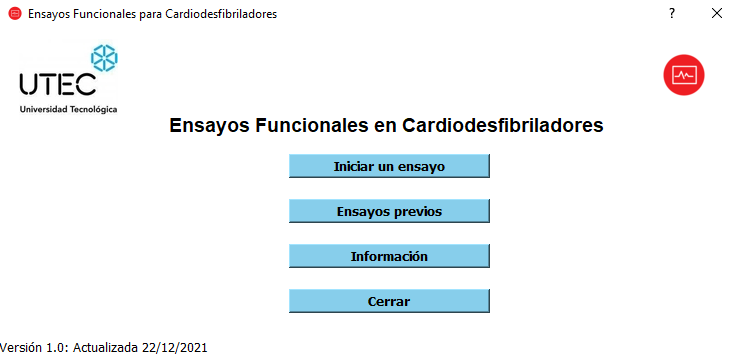 Ensayos Funcionales para Cardiodesfibriladores
?
UTEC
Universidad Tecnológica
Ensayos Funcionales en Cardiodesfibriladores
Iniciar un ensayo
Ensayos previos
Información
Cerrar
Versión 1.0: Actualizada 22/12/2021